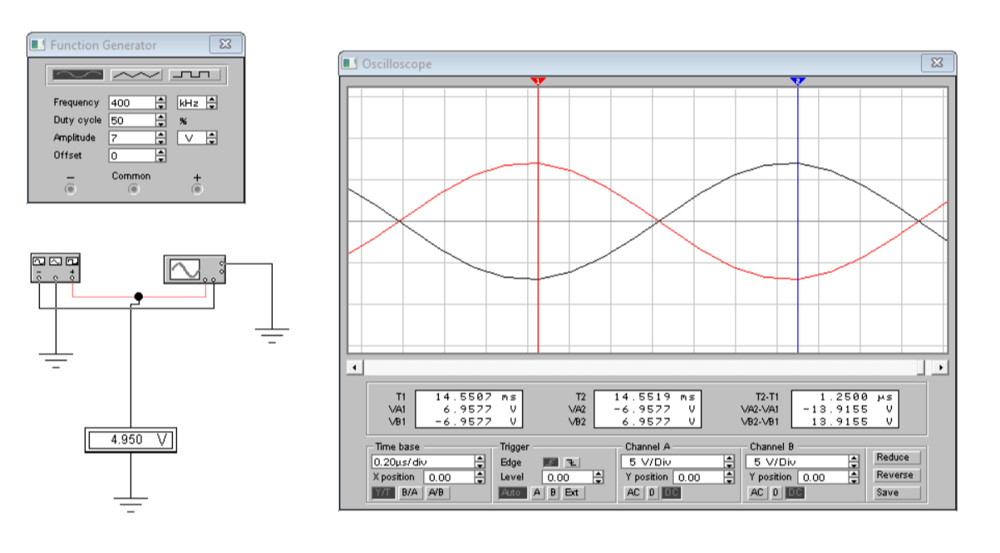 Function Generator
Frequency 400 kHz
Duty cycle 50 %
Amplitude 7 V
Offset 0
− Common +
− +
4.950 V
Oscilloscope
1 2
T1 14.5507 ms T2 14.5519 ms T2-T1 1.2500 µs
VA1 6.9577 V VA2 -6.9577 V VA2-VA1 -13.9155 V
VB1 -6.9577 V VB2 6.9577 V VB2-VB1 13.9155 V
Time base Trigger Channel A Channel B
0.20µs/div Edge 5 V/Div 5 V/Div Reduce
X position 0.00 Level 0.00 Y position 0.00 Y position 0.00 Reverse
Y/T B/A A/B Auto A B Ext AC 0 DC AC 0 DC Save